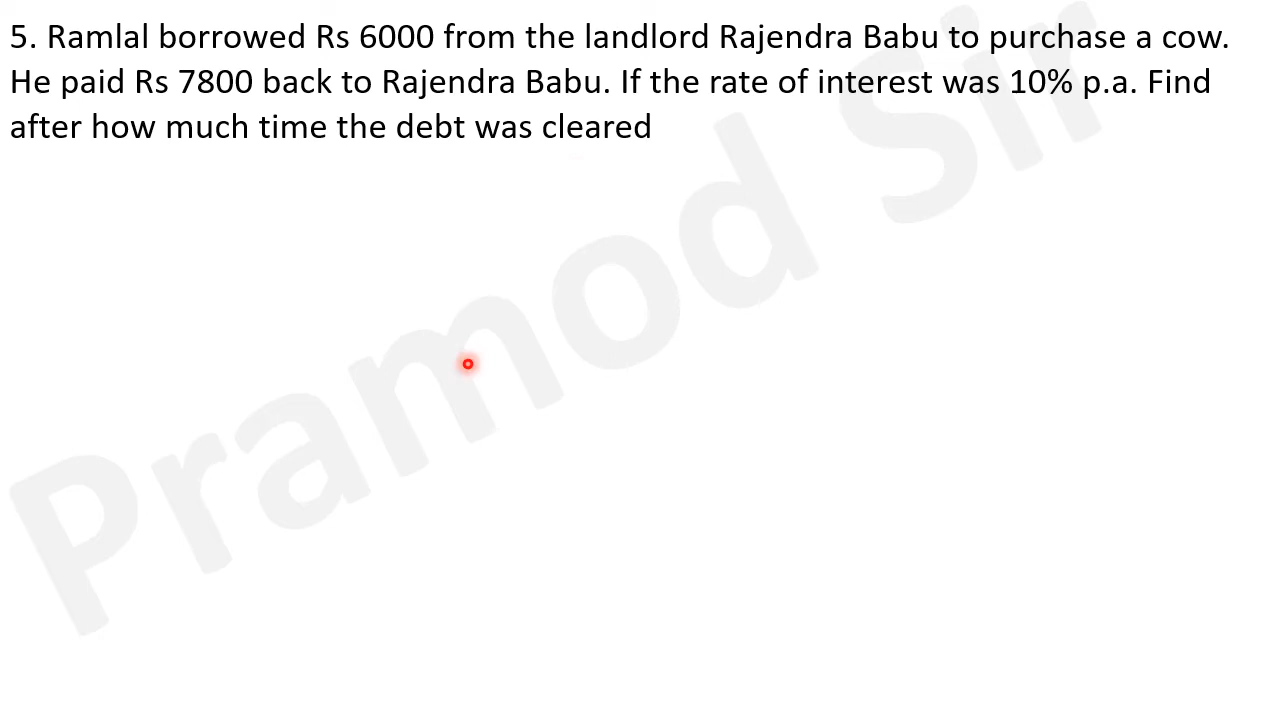 5. Ramlal borrowed Rs 6000 from the landlord Rajendra Babu to purchase a cow.
He paid Rs 7800 back to Rajendra Babu. If the rate of interest was 10% p.a. Find
after how much time the debt was cleared
Pramod Sir